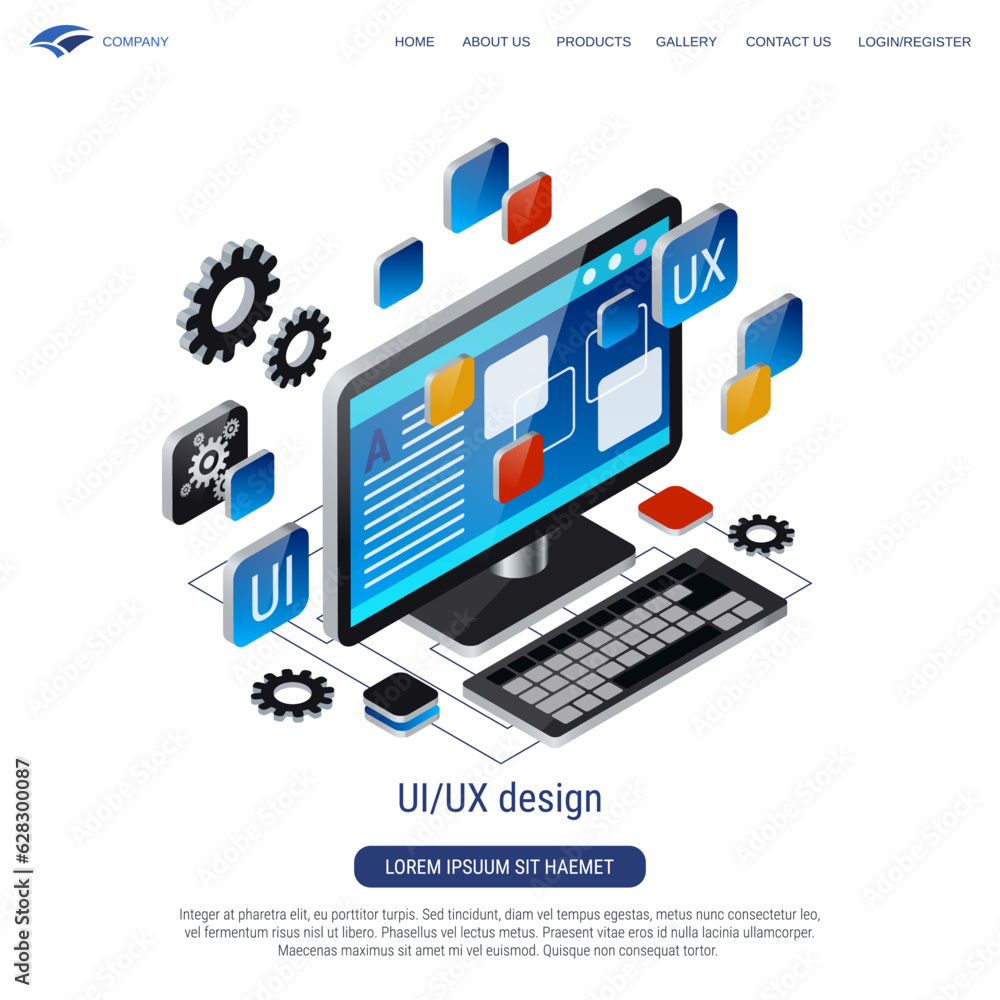 COMPANY
HOME ABOUT US PRODUCTS GALLERY CONTACT US LOGIN/REGISTER
UX
A
UI
UI/UX design
LOREM IPSUUM SIT HAEMET
Integer at pharetra elit, eu porttitor turpis. Sed tincidunt, diam vel tempus egestas, metus nunc consectetur leo,
vel fermentum risus nisl ut libero. Phasellus vel lectus metus. Praesent vitae eros id nulla lacinia ullamcorper.
Maecenas maximus sit amet mi vel euismod. Quisque non consequat tortor.
Adobe Stock | #628300087
Adobe Stock